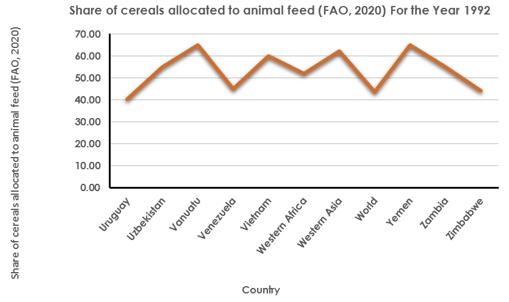 Share of cereals allocated to animal feed (FAO, 2020) For the Year 1992
Share of cereals allocated to animal feed (FAO, 2020)
70.00
60.00
50.00
40.00
30.00
20.00
10.00
0.00
Uruguay
Uzbekistan
Vanuatu
Venezuela
Vietnam
Western Africa
Western Asia
World
Yemen
Zambia
Zimbabwe
Country